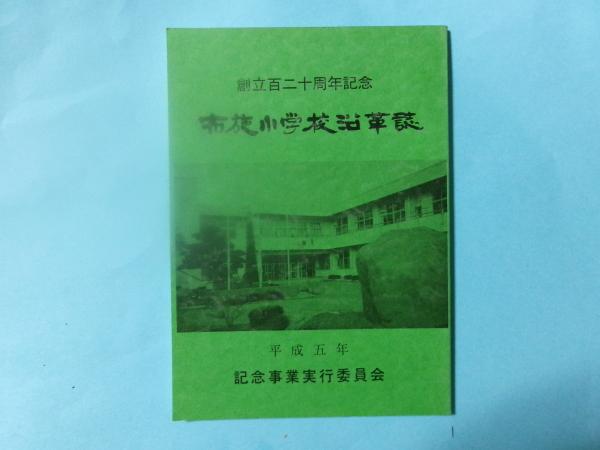 創立百二十周年記念
布施小学校沿革誌
平成五年
記念事業実行委員会